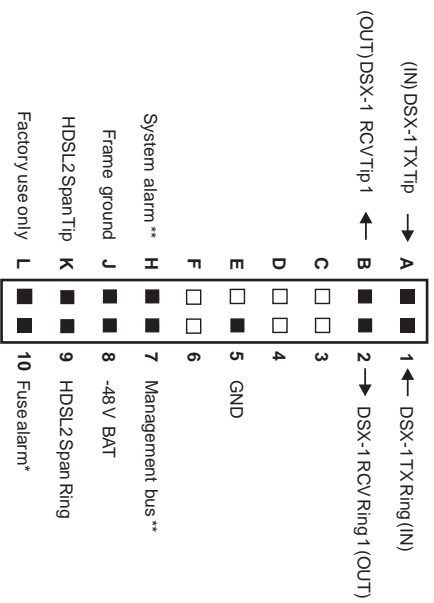 (IN) DSX-1 TX Tip → A 1 ← DSX-1 TX Ring (IN)
(OUT) DSX-1 RCV Tip 1 ← B 2 → DSX-1 RCV Ring 1 (OUT)
C 3
D 4
E 5 GND
F 6
System alarm ** H 7 Management bus **
Frame ground J 8 -48 V BAT
HDSL2 Span Tip K 9 HDSL2 Span Ring
Factory use only L 10 Fuse alarm*